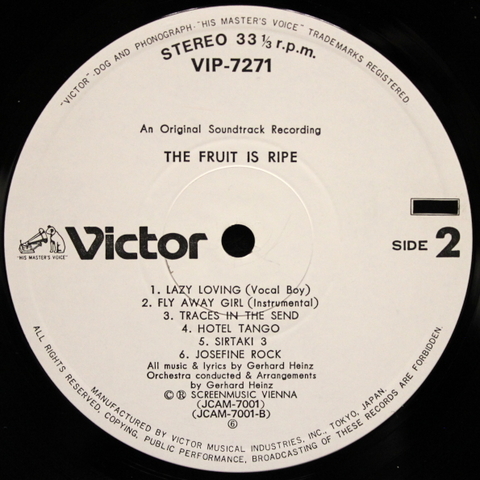 "VICTOR"-DOG AND PHONOGRAPH-"HIS MASTER'S VOICE" TRADEMARKS REGISTERED
STEREO 33 1/3 r.p.m.
VIP-7271
An Original Soundtrack Recording
THE FRUIT IS RIPE
"HIS MASTER'S VOICE"
Victor
SIDE 2
1. LAZY LOVING (Vocal Boy)
2. FLY AWAY GIRL (Instrumental)
3. TRACES IN THE SEND
4. HOTEL TANGO
5. SIRTAKI 3
6. JOSEFINE ROCK
All music & lyrics by Gerhard Heinz
Orchestra conducted & Arrangements
by Gerhard Heinz
Ⓒ Ⓡ SCREENMUSIC VIENNA
(JCAM-7001)
(JCAM-7001-B)
⑥
ALL RIGHTS RESERVED. UNAUTHORIZED COPYING, PUBLIC PERFORMANCE, BROADCASTING OF THESE RECORDS ARE FORBIDDEN.
MANUFACTURED BY VICTOR MUSICAL INDUSTRIES, INC., TOKYO, JAPAN.